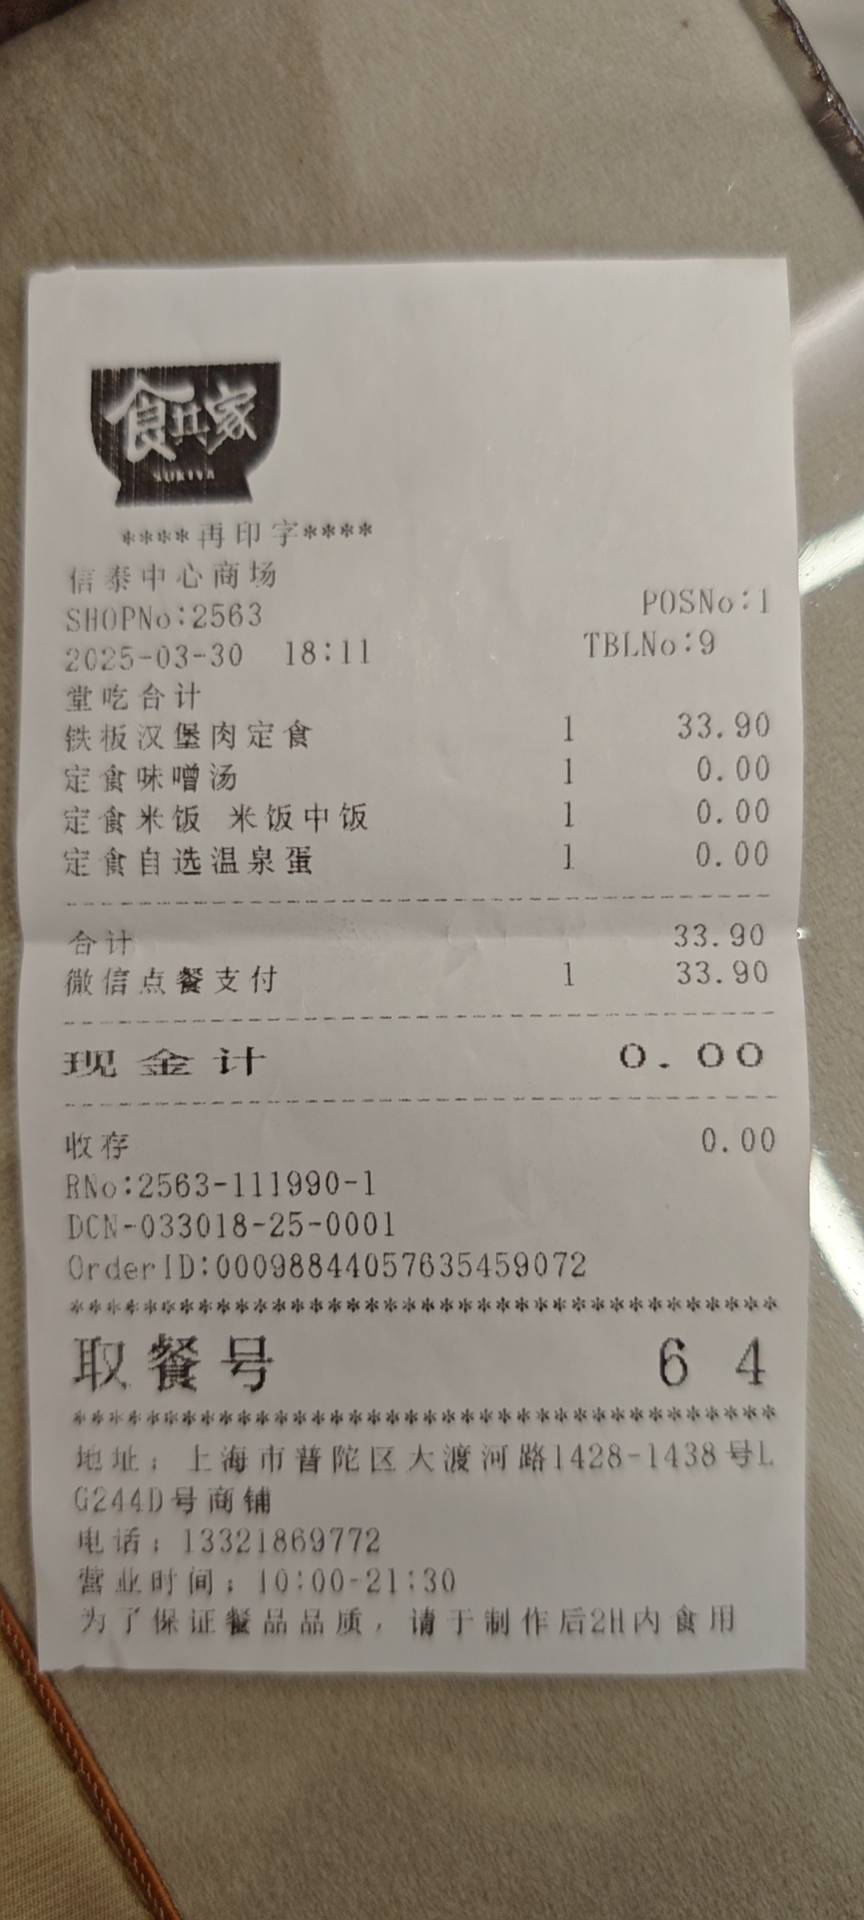 食其家
SUKIYA
****再印字****
信泰中心商场
SHOPNo:2563 POSNo:1
2025-03-30 18:11 TBLNo:9
堂吃合计
铁板汉堡肉定食 1 33.90
定食味噌汤 1 0.00
定食米饭 米饭中饭 1 0.00
定食自选温泉蛋 1 0.00
合计 33.90
微信点餐支付 1 33.90
现金计 0.00
收存 0.00
RNo:2563-111990-1
DCN-033018-25-0001
OrderID:00098844057635459072
***************************************
取餐号 64
***************************************
地址：上海市普陀区大渡河路1428-1438号L
G244D号商铺
电话：13321869772
营业时间：10:00-21:30
为了保证餐品品质，请于制作后2H内食用